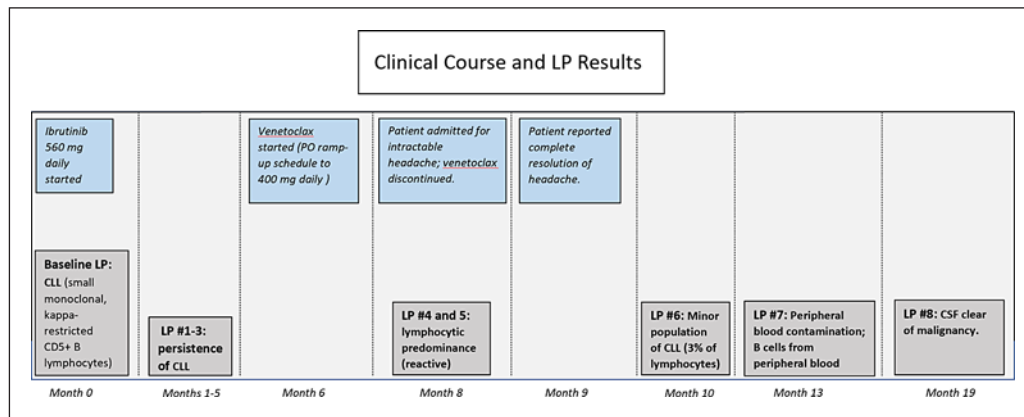 Clinical Course and LP Results
Ibrutinib
560 mg
daily
started
Venetoclax
started (PO ramp-
up schedule to
400 mg daily )
Patient admitted for
intractable
headache; venetoclax
discontinued.
Patient reported
complete
resolution of
headache.
Baseline LP:
CLL (small
monoclonal,
kappa-
restricted
CD5+ B
lymphocytes)
LP #1-3:
persistence
of CLL
LP #4 and 5:
lymphocytic
predominance
(reactive)
LP #6: Minor
population
of CLL (3% of
lymphocytes)
LP #7: Peripheral
blood contamination;
B cells from
peripheral blood
LP #8: CSF clear
of malignancy.
Month 0
Months 1-5
Month 6
Month 8
Month 9
Month 10
Month 13
Month 19